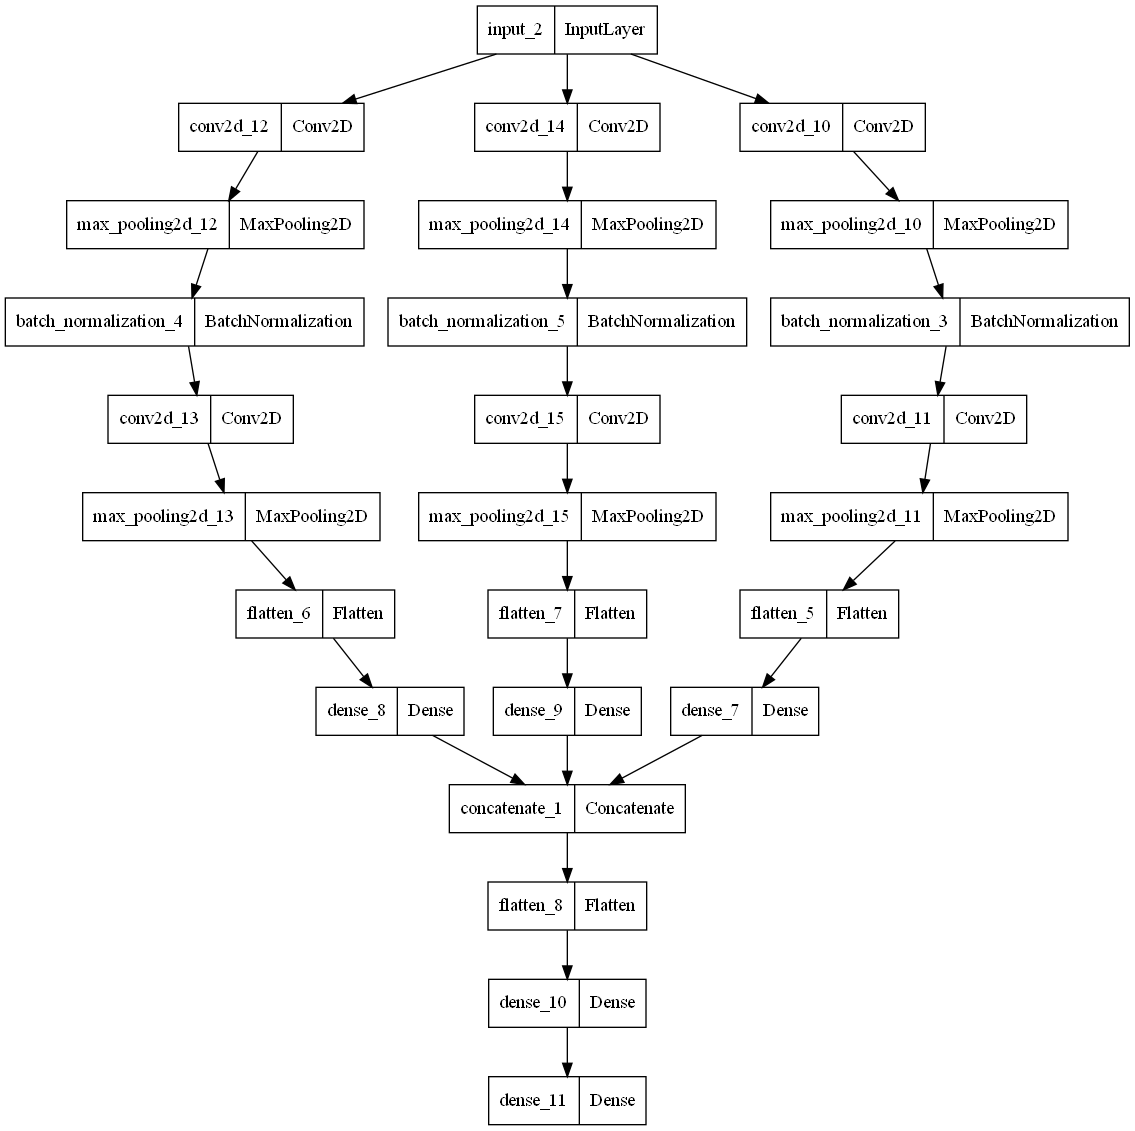 input_2 InputLayer
conv2d_12 Conv2D conv2d_14 Conv2D conv2d_10 Conv2D
max_pooling2d_12 MaxPooling2D max_pooling2d_14 MaxPooling2D max_pooling2d_10 MaxPooling2D
batch_normalization_4 BatchNormalization batch_normalization_5 BatchNormalization batch_normalization_3 BatchNormalization
conv2d_13 Conv2D conv2d_15 Conv2D conv2d_11 Conv2D
max_pooling2d_13 MaxPooling2D max_pooling2d_15 MaxPooling2D max_pooling2d_11 MaxPooling2D
flatten_6 Flatten flatten_7 Flatten flatten_5 Flatten
dense_8 Dense dense_9 Dense dense_7 Dense
concatenate_1 Concatenate
flatten_8 Flatten
dense_10 Dense
dense_11 Dense